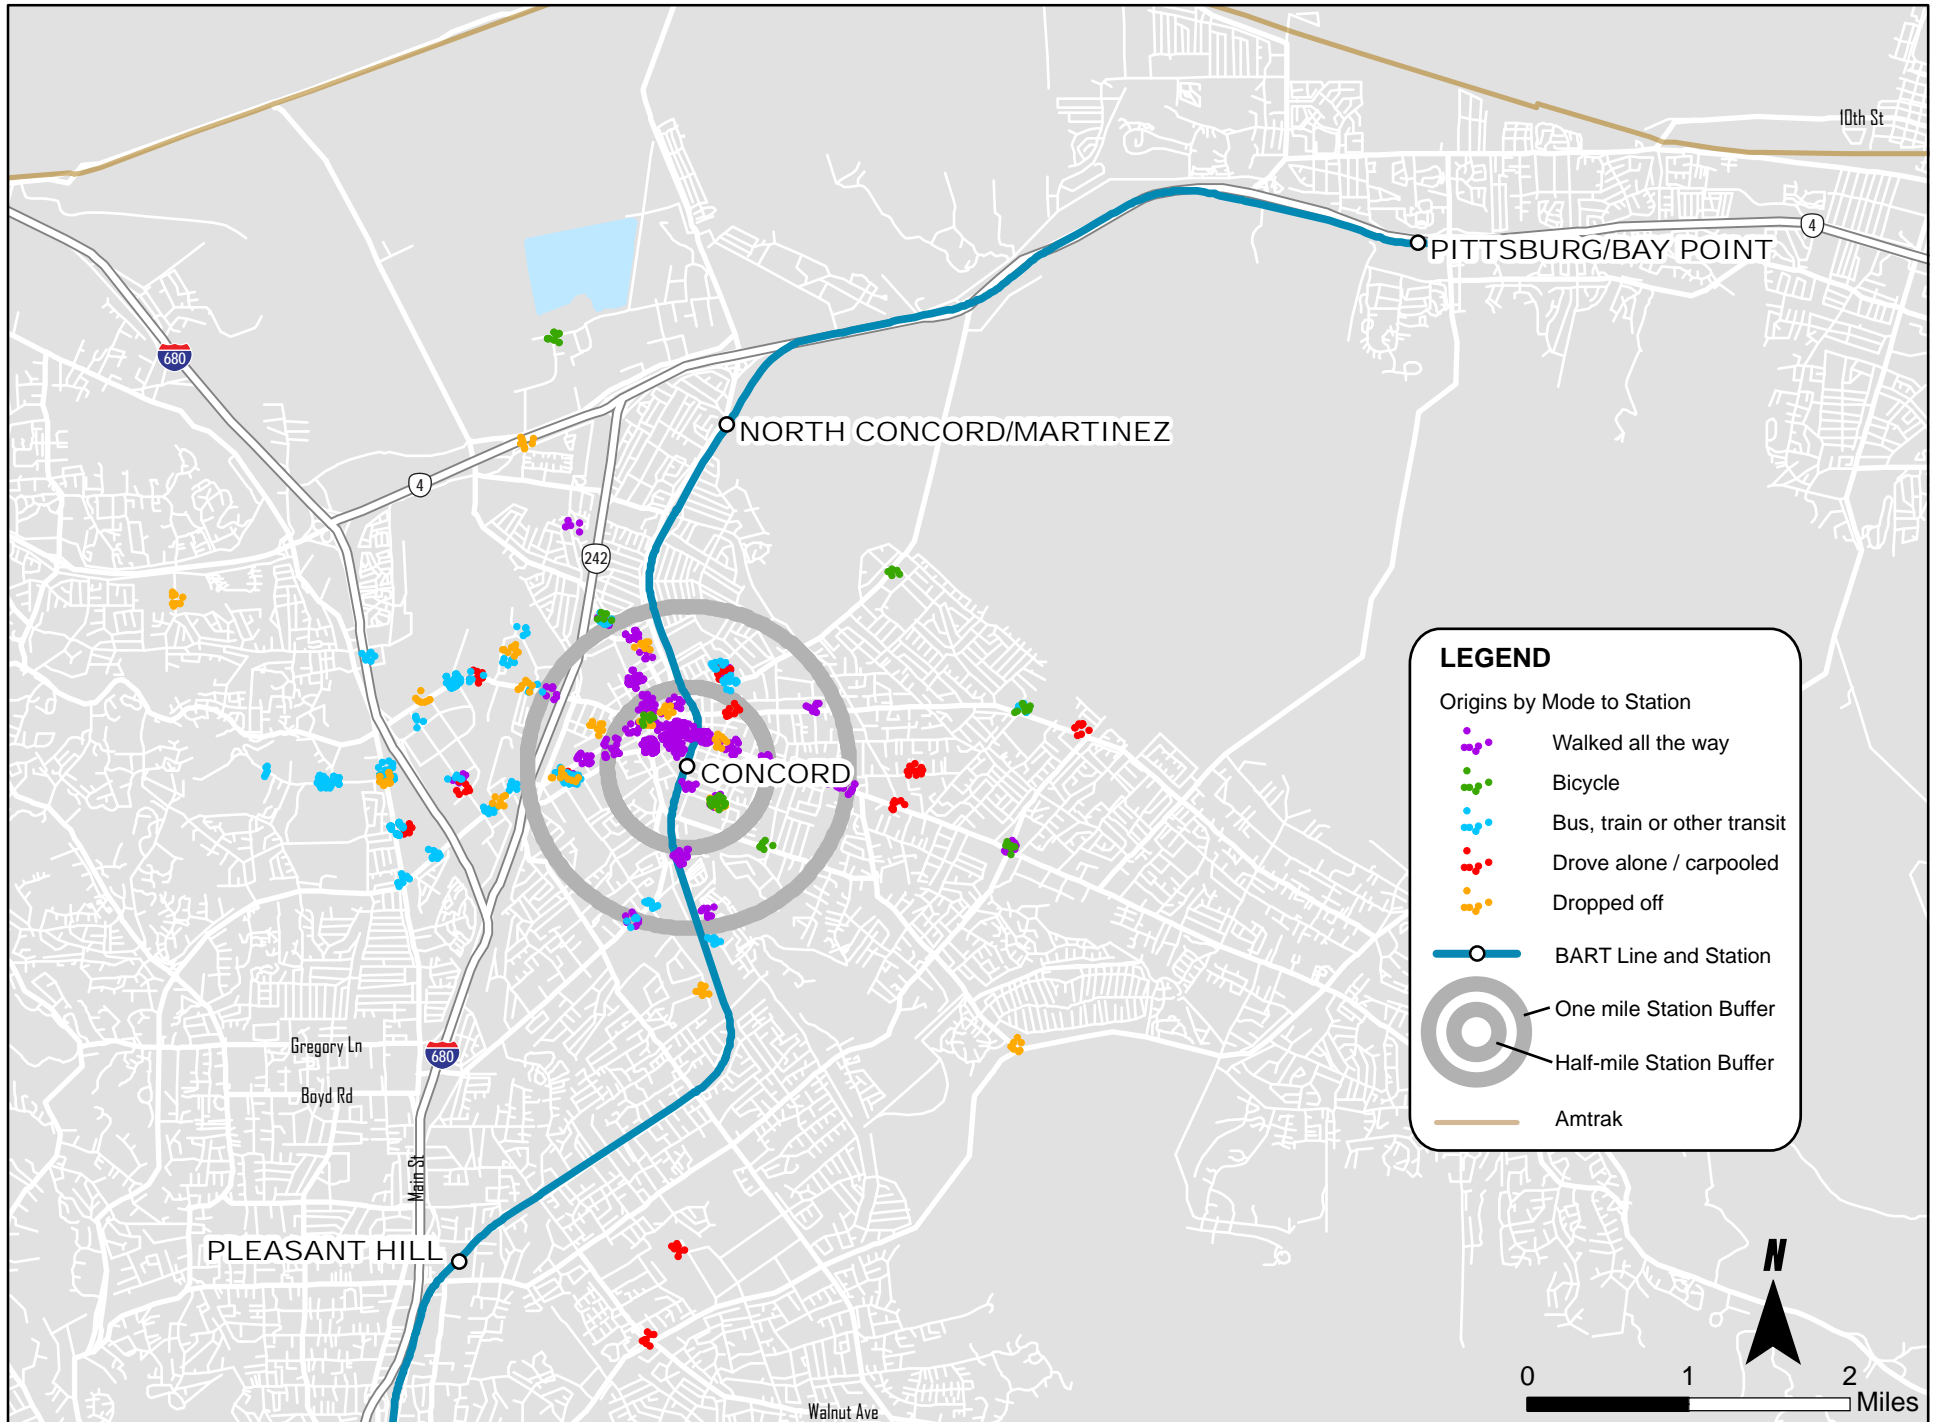 10th St
4
PITTSBURG/BAY POINT
680
NORTH CONCORD/MARTINEZ
4
242
CONCORD
LEGEND
Origins by Mode to Station
Walked all the way
Bicycle
Bus, train or other transit
Drove alone / carpooled
Dropped off
BART Line and Station
One mile Station Buffer
Half-mile Station Buffer
Amtrak
Gregory Ln
680
Boyd Rd
Main St
PLEASANT HILL
N
0 1 2
Miles
Walnut Ave